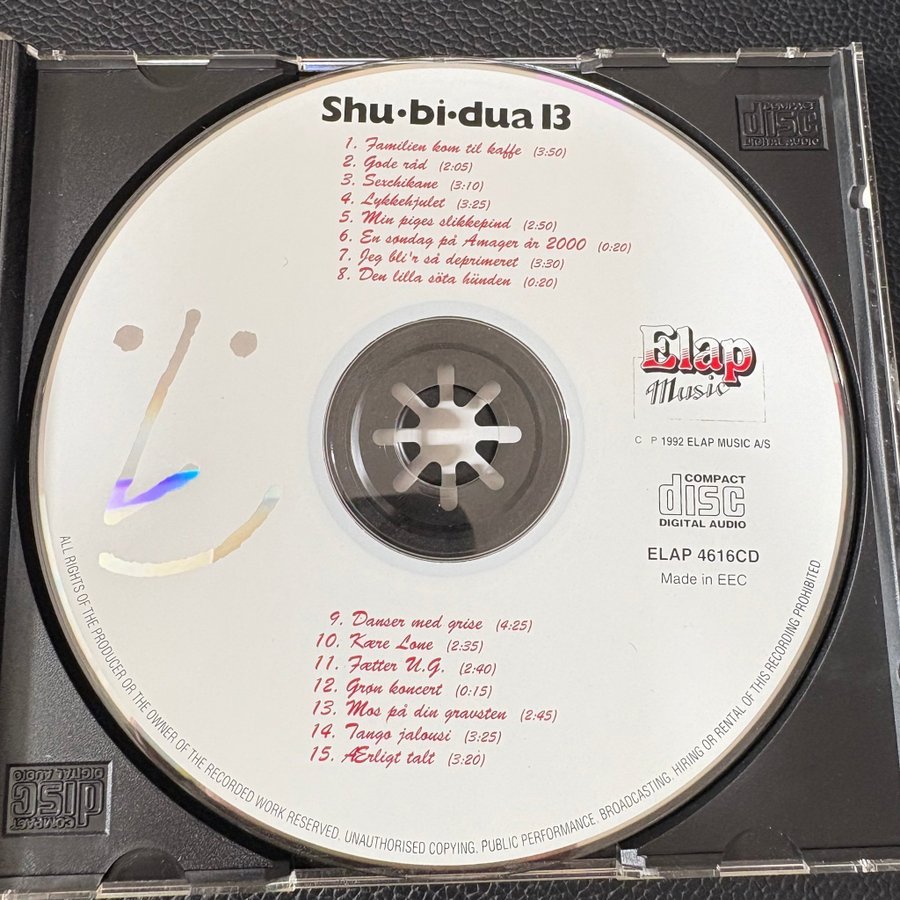 Shu·bi·dua 13
1. Familien kom til kaffe (3:50)
2. Gode råd (2:05)
3. Sexchikane (3:10)
4. Lykkehjulet (3:25)
5. Min piges slikkepind (2:50)
6. En søndag på Amager år 2000 (0:20)
7. Jeg bli'r så deprimeret (3:30)
8. Den lilla söta hünden (0:20)
COMPACT
disc
DIGITAL AUDIO
Elap
Music
C P 1992 ELAP MUSIC A/S
COMPACT
disc
DIGITAL AUDIO
ELAP 4616CD
Made in EEC
9. Danser med grise (4:25)
10. Kære Lone (2:35)
11. Fætter U.G. (2:40)
12. Grøn koncert (0:15)
13. Mos på din gravsten (2:45)
14. Tango jalousi (3:25)
15. Ærligt talt (3:20)
ALL RIGHTS OF THE PRODUCER OR THE OWNER OF THE RECORDED WORK RESERVED. UNAUTHORISED COPYING. PUBLIC PERFORMANCE. BROADCASTING. HIRING OR RENTAL OF THIS RECORDING PROHIBITED
COMPACT
disc
DIGITAL AUDIO